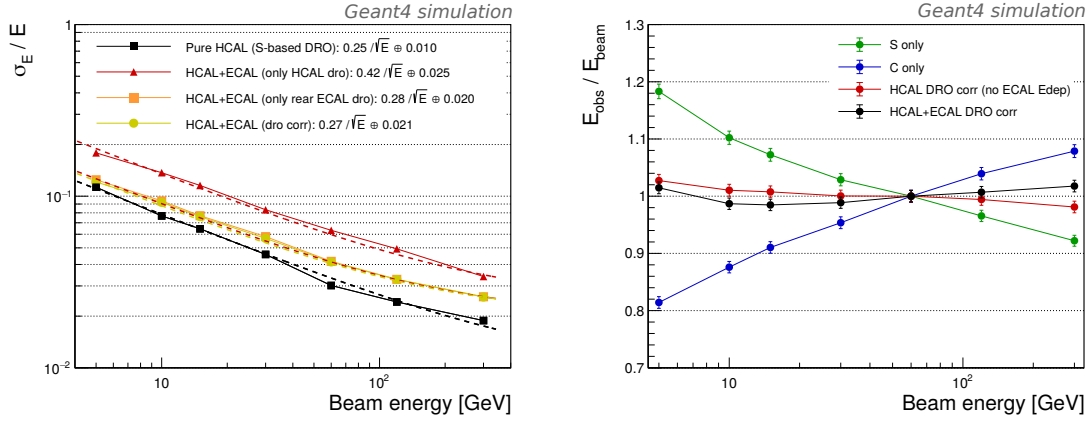 Geant4 simulation
σ_E / E
1
10⁻¹
10⁻²
Pure HCAL (S-based DRO): 0.25 /√E ⊕ 0.010
HCAL+ECAL (only HCAL dro): 0.42/√E ⊕ 0.025
HCAL+ECAL (only rear ECAL dro): 0.28 /√E ⊕ 0.020
HCAL+ECAL (dro corr): 0.27/√E ⊕ 0.021
10
10²
Beam energy [GeV]
Geant4 simulation
E_obs / E_beam
1.3
1.2
1.1
1
0.9
0.8
0.7
S only
C only
HCAL DRO corr (no ECAL Edep)
HCAL+ECAL DRO corr
10
10²
Beam energy [GeV]